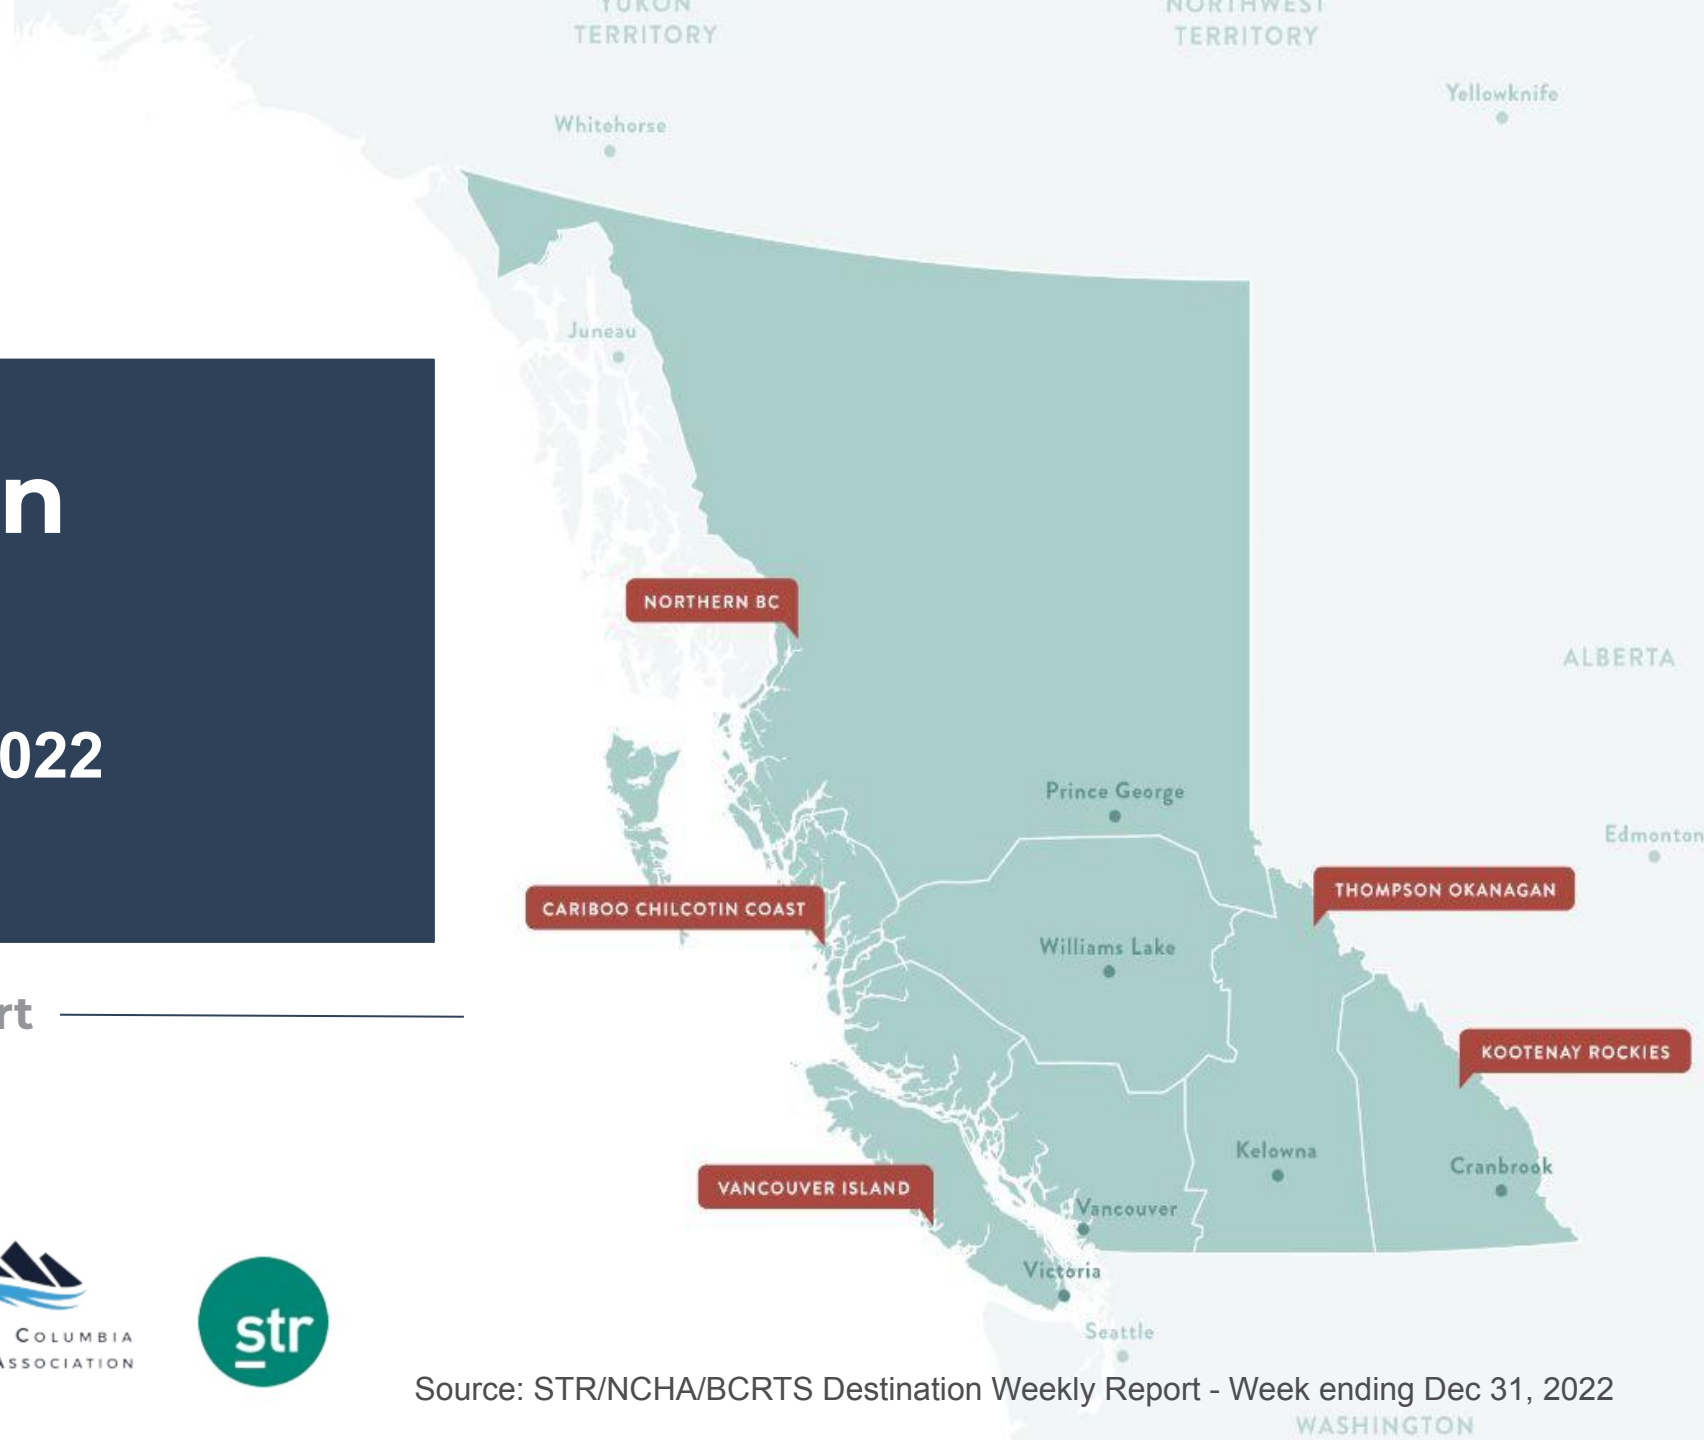 YUKON
TERRITORY
NORTHWEST
TERRITORY
Yellowknife
Whitehorse
Juneau
n
NORTHERN BC
ALBERTA
022
Prince George
Edmonton
THOMPSON OKANAGAN
CARIBOO CHILCOTIN COAST
Williams Lake
rt
KOOTENAY ROCKIES
Kelowna
Cranbrook
VANCOUVER ISLAND
Vancouver
Victoria
str
COLUMBIA
ASSOCIATION
Seattle
Source: STR/NCHA/BCRTS Destination Weekly Report - Week ending Dec 31, 2022
WASHINGTON